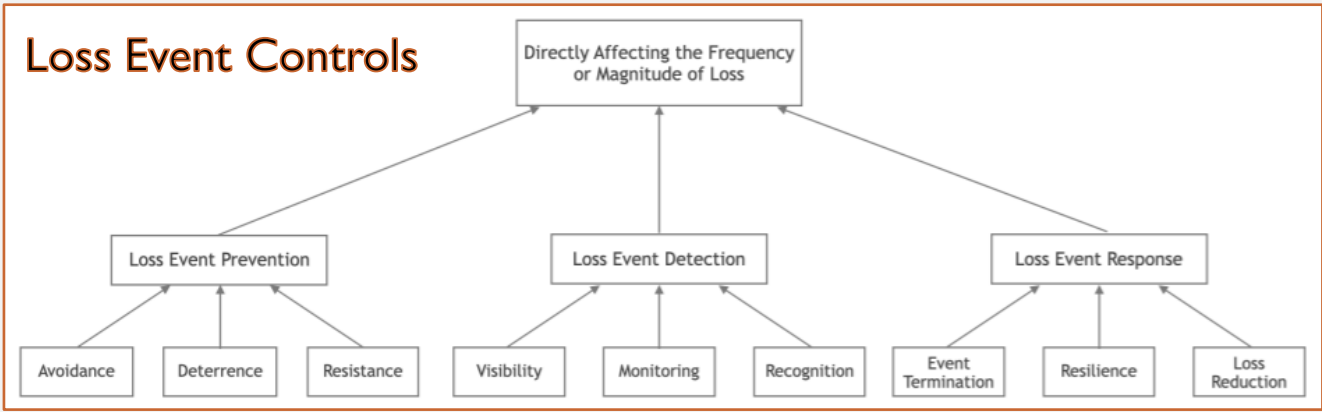 Loss Event Controls
Directly Affecting the Frequency
or Magnitude of Loss
Loss Event Prevention
Loss Event Detection
Loss Event Response
Avoidance
Deterrence
Resistance
Visibility
Monitoring
Recognition
Event
Termination
Resilience
Loss
Reduction